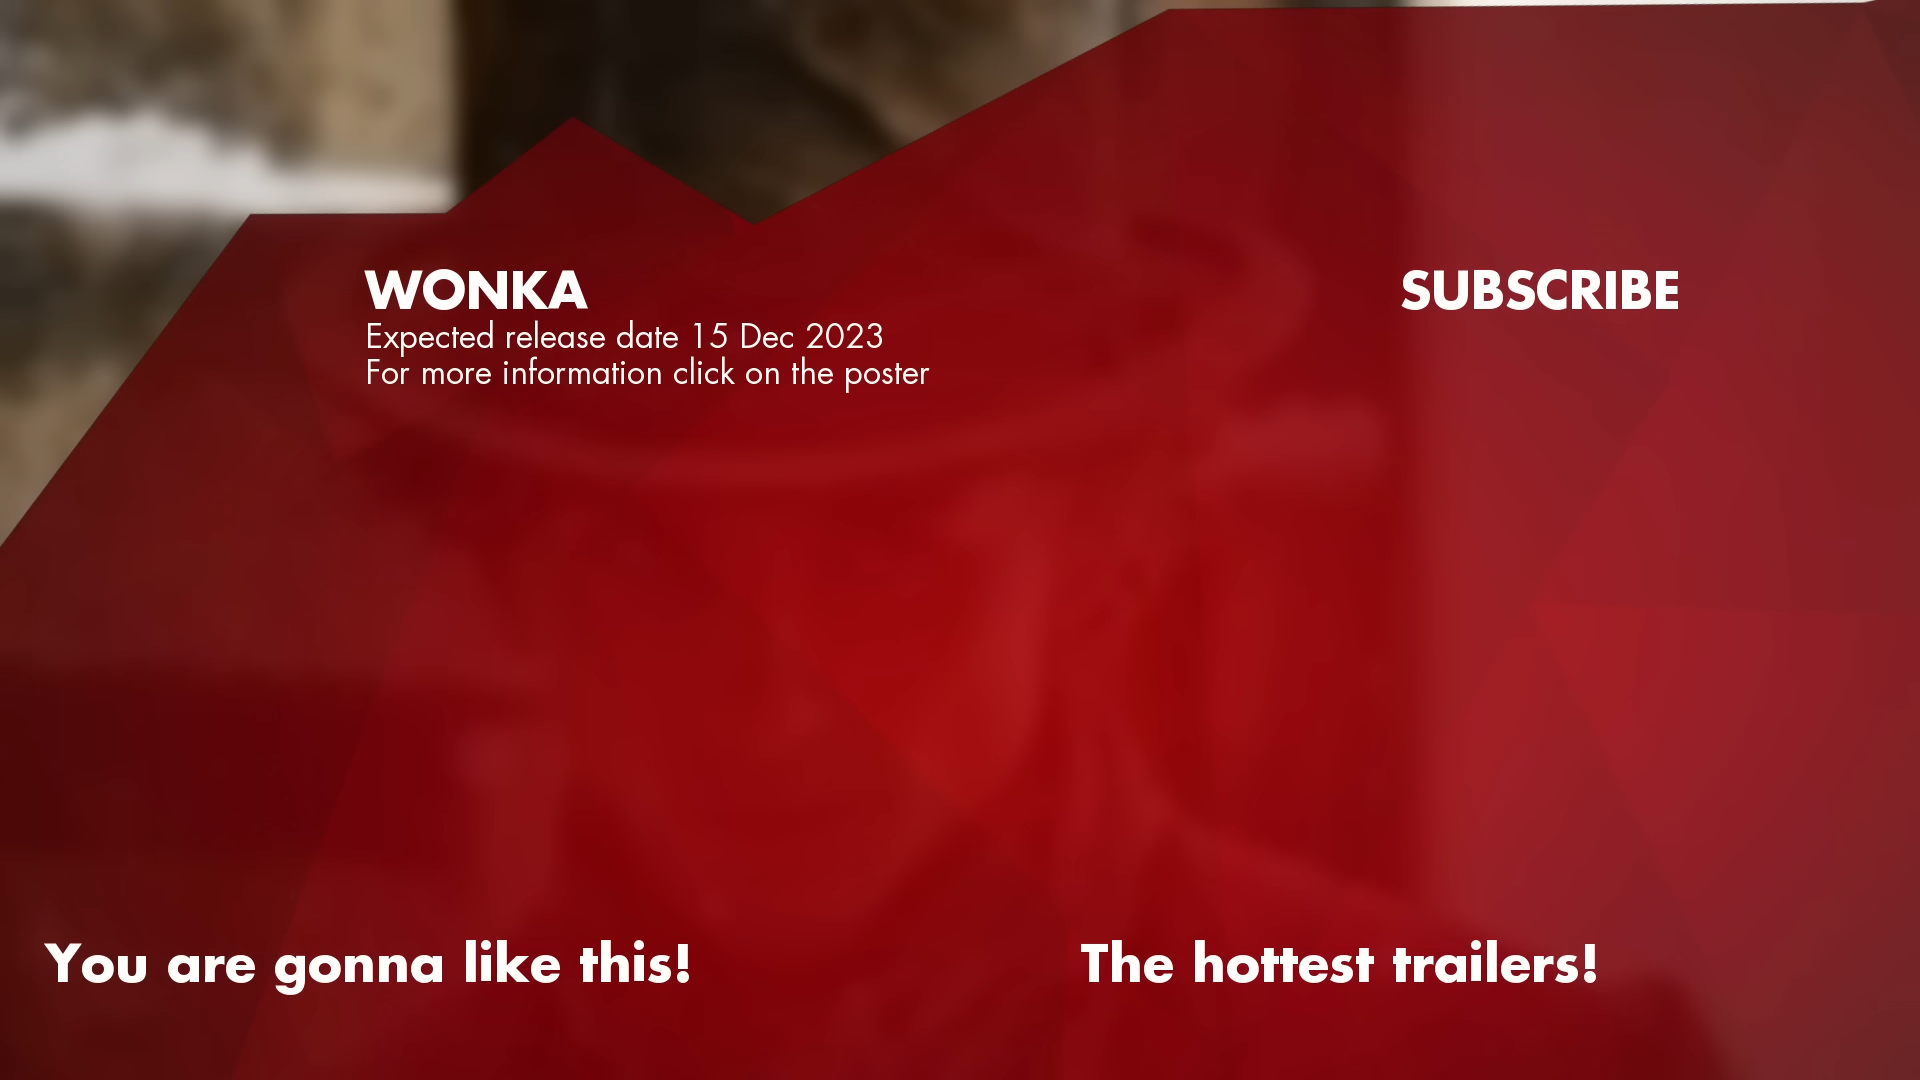 WONKA
SUBSCRIBE
Expected release date 15 Dec 2023
For more information click on the poster
You are gonna like this!
The hottest trailers!